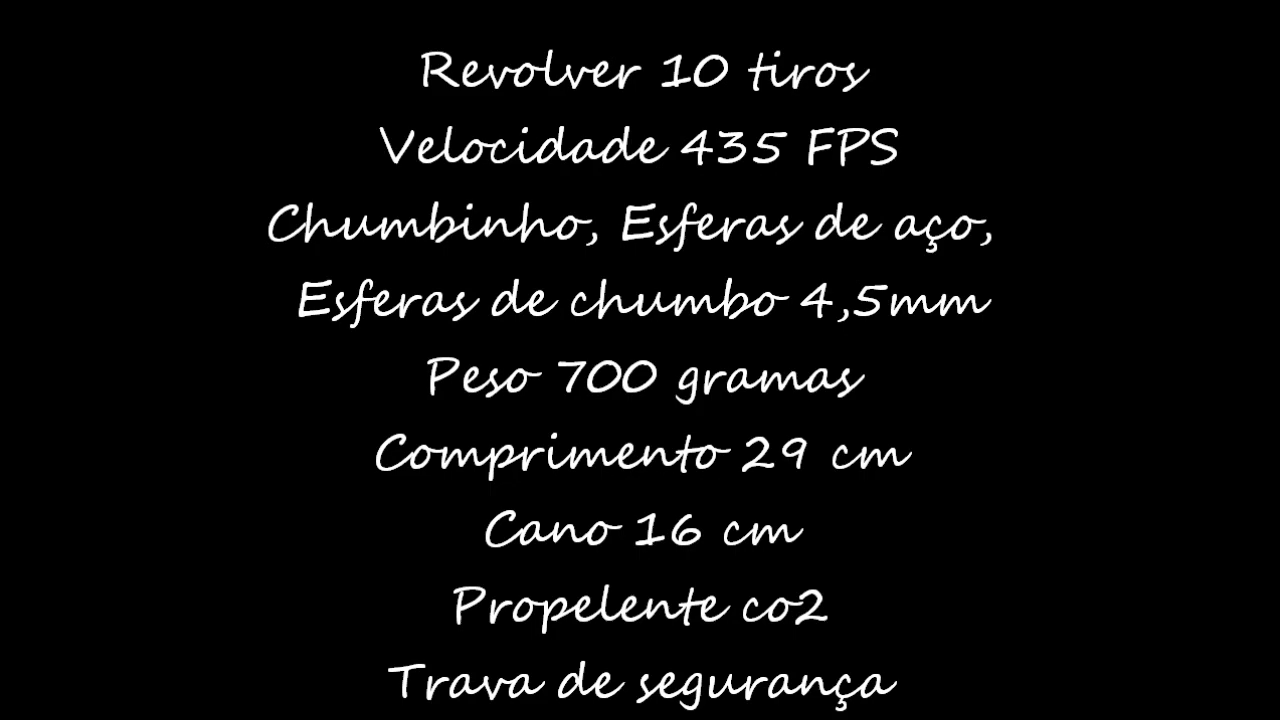 Revolver 10 tiros
Velocidade 435 FPS
Chumbinho, Esferas de aço,
Esferas de chumbo 4,5mm
Peso 700 gramas
Comprimento 29 cm
Cano 16 cm
Propelente co2
Trava de segurança